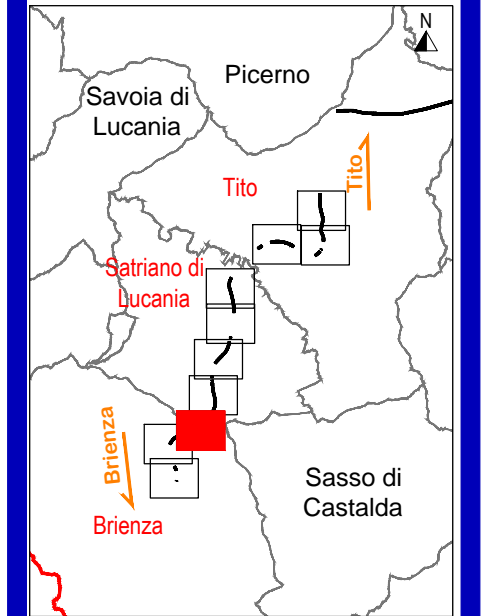 N
Picerno
Savoia di
Lucania
Tito
Tito
Satriano di
Lucania
Brienza
Sasso di
Castalda
Brienza